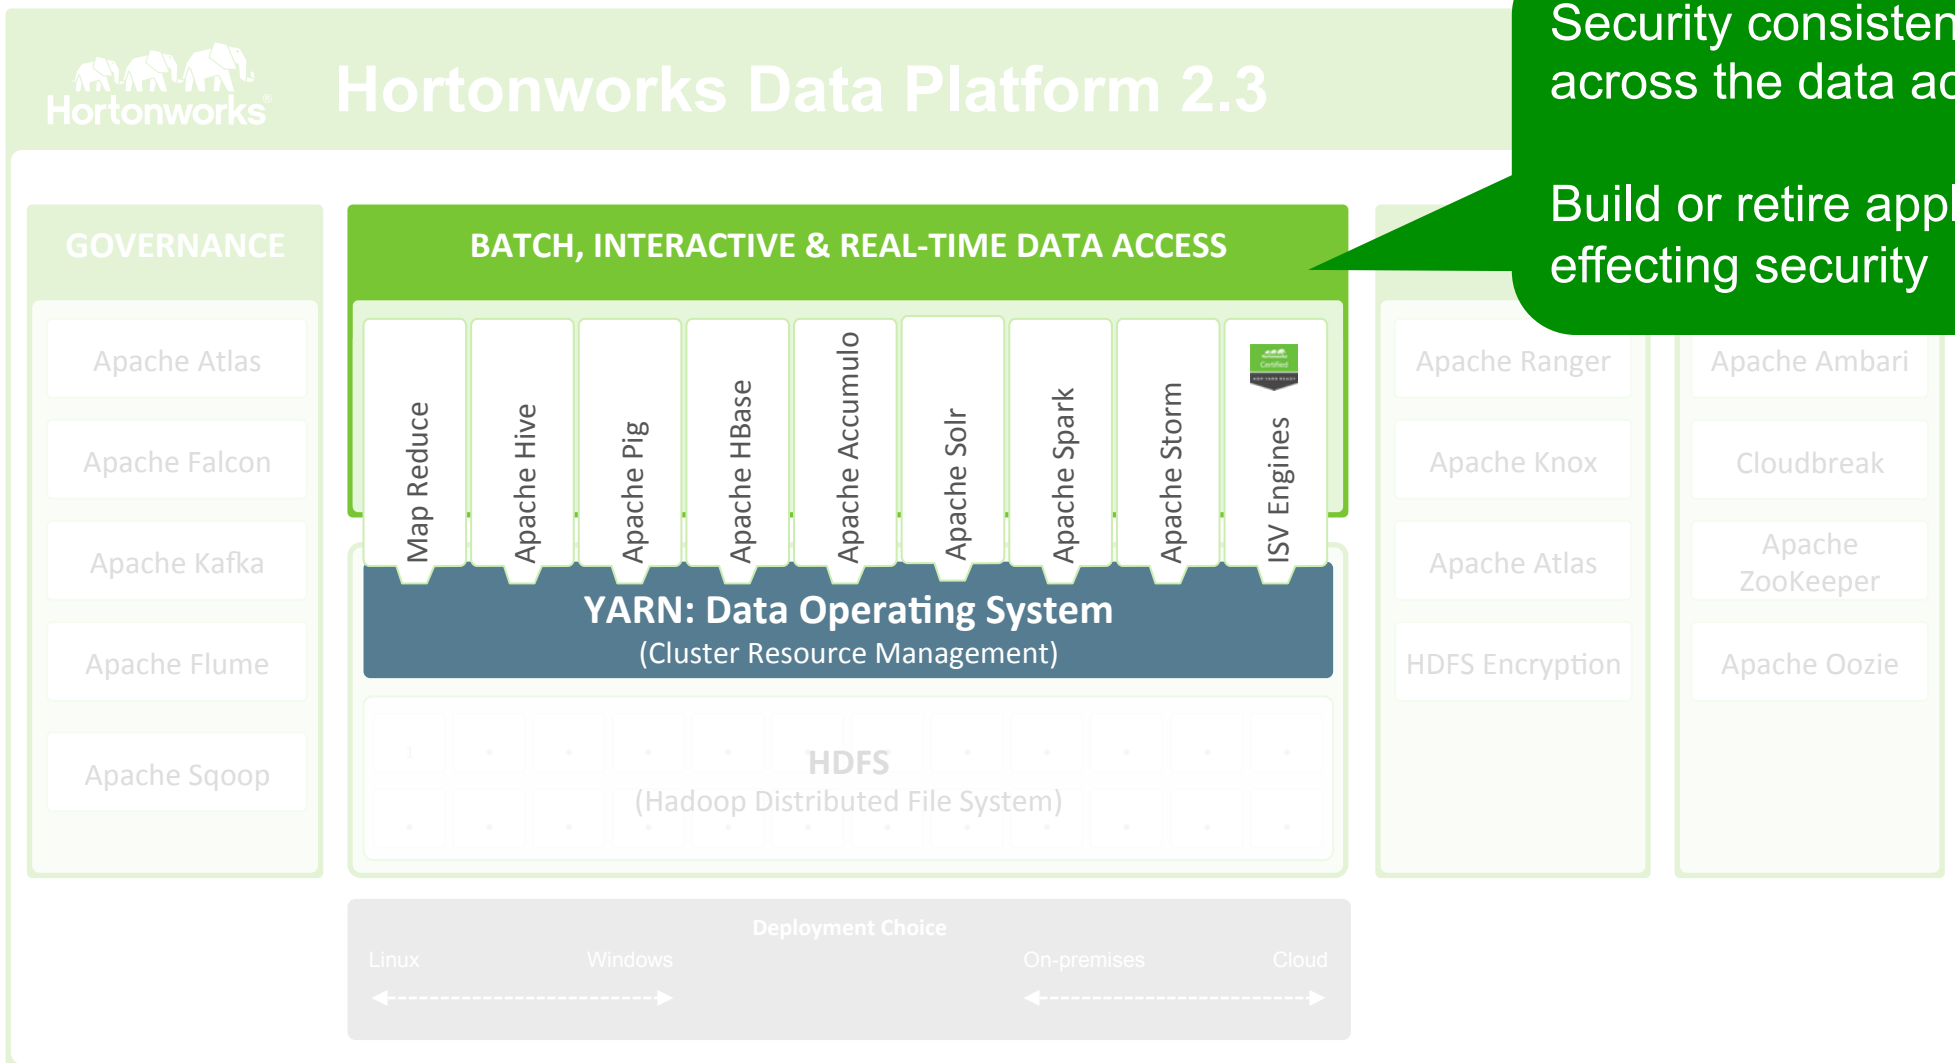 Hortonworks®
Hortonworks Data Platform 2.3
Security consisten
across the data ac
Build or retire appl
effecting security
GOVERNANCE
Apache Atlas
Apache Falcon
Apache Kafka
Apache Flume
Apache Sqoop
BATCH, INTERACTIVE & REAL-TIME DATA ACCESS
Map Reduce
Apache Hive
Apache Pig
Apache HBase
Apache Accumulo
Apache Solr
Apache Spark
Apache Storm
Certified
ISV Engines
YARN: Data Operating System
(Cluster Resource Management)
1
HDFS
(Hadoop Distributed File System)
Apache Ranger
Apache Knox
Apache Atlas
HDFS Encryption
Apache Ambari
Cloudbreak
Apache
ZooKeeper
Apache Oozie
Deployment Choice
Linux
Windows
On-premises
Cloud